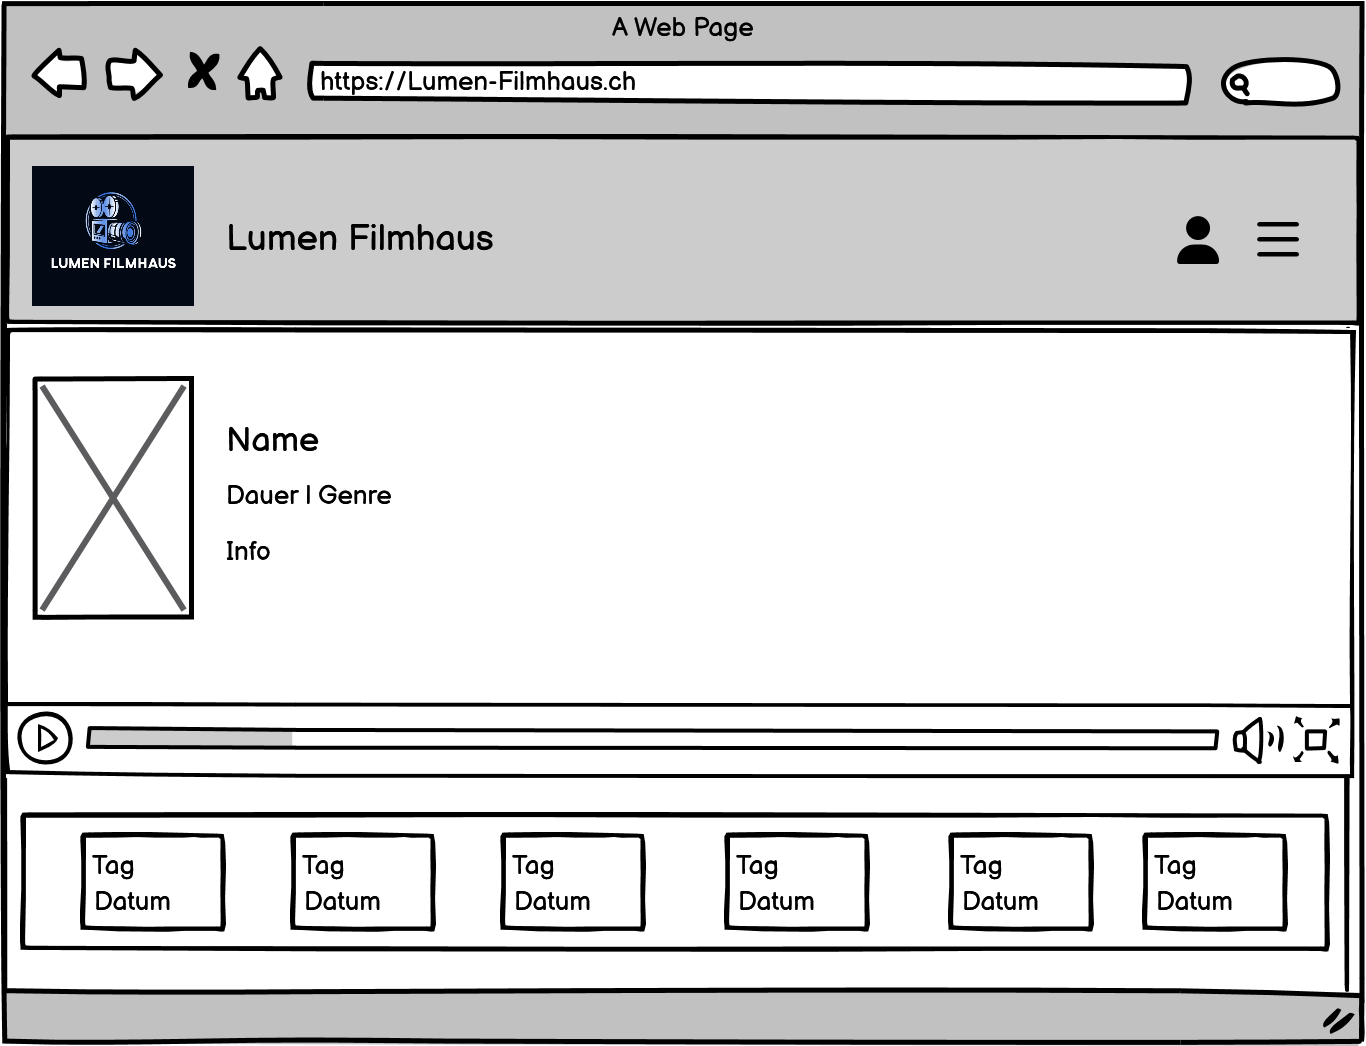 A Web Page
https://Lumen-Filmhaus.ch
LUMEN FILMHAUS
Lumen Filmhaus
Name
Dauer | Genre
Info
Tag
Datum
Tag
Datum
Tag
Datum
Tag
Datum
Tag
Datum
Tag
Datum